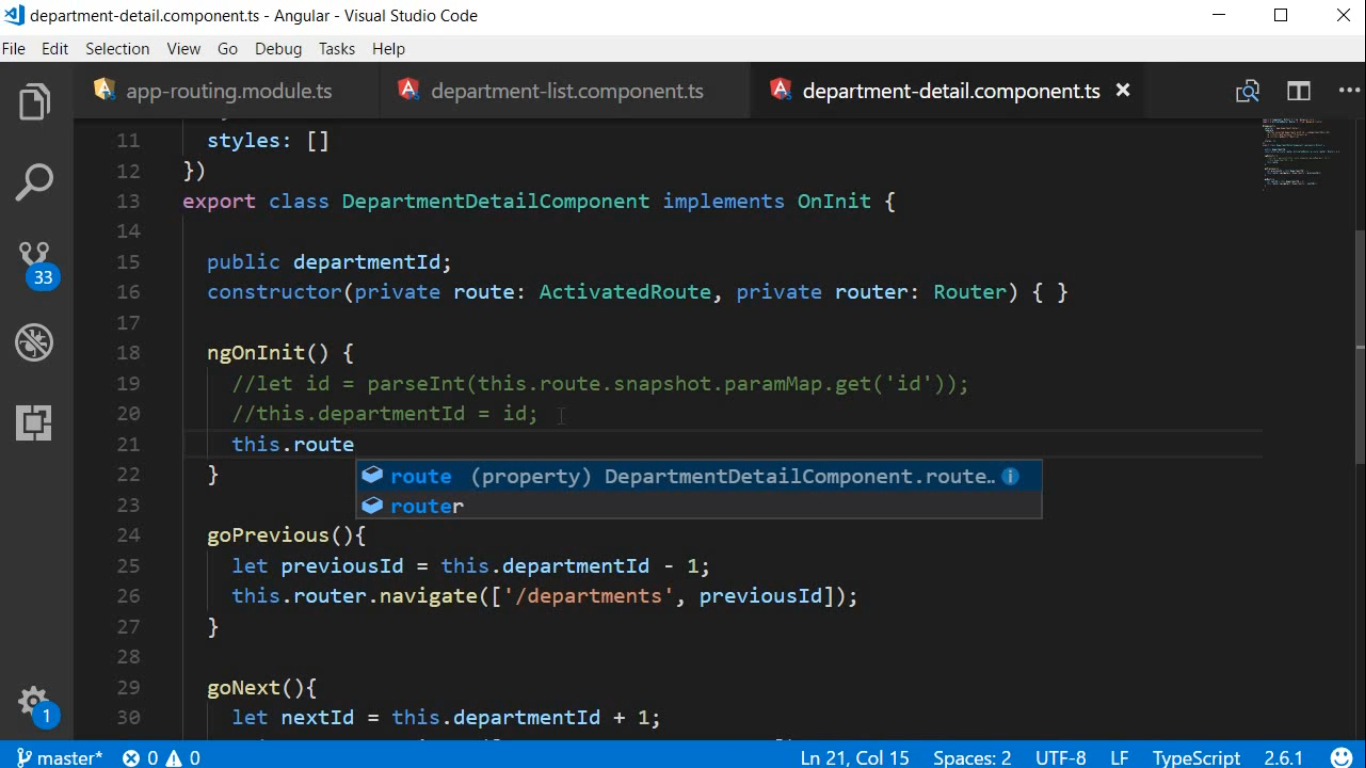 department-detail.component.ts - Angular - Visual Studio Code
File Edit Selection View Go Debug Tasks Help
app-routing.module.ts department-list.component.ts department-detail.component.ts
11 styles: []
12 })
13 export class DepartmentDetailComponent implements OnInit {
14
15 public departmentId;
16 constructor(private route: ActivatedRoute, private router: Router) { }
17
18 ngOnInit() {
19 //let id = parseInt(this.route.snapshot.paramMap.get('id'));
20 //this.departmentId = id;
21 this.route
22 }
route (property) DepartmentDetailComponent.route…
router
23
24 goPrevious(){
25 let previousId = this.departmentId - 1;
26 this.router.navigate(['/departments', previousId]);
27 }
28
29 goNext(){
30 let nextId = this.departmentId + 1;
33
1
master* 0 0 Ln 21, Col 15 Spaces: 2 UTF-8 LF TypeScript 2.6.1